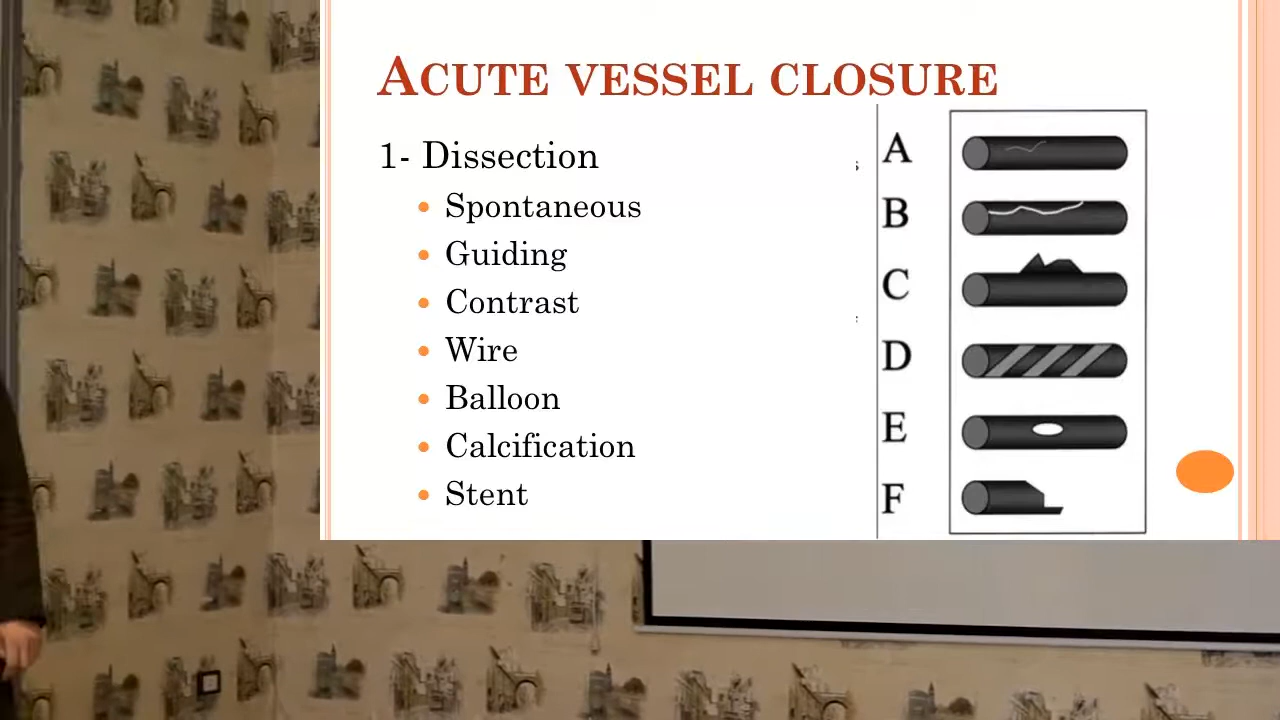 ACUTE VESSEL CLOSURE
1- Dissection
• Spontaneous
• Guiding
• Contrast
• Wire
• Balloon
• Calcification
• Stent
A
B
C
D
E
F